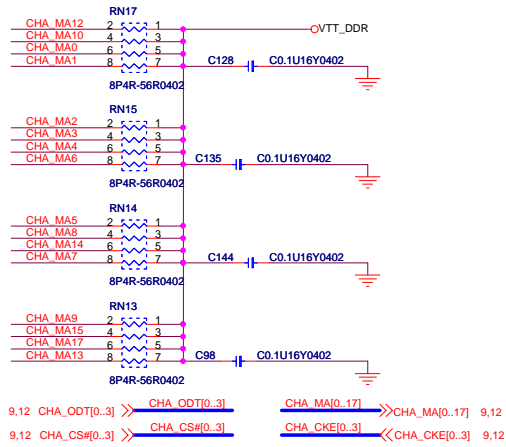 RN17
CHA_MA12 2 1 VTT_DDR
CHA_MA10 4 3
CHA_MA0 6 5
CHA_MA1 8 7 C128 C0.1U16Y0402
8P4R-56R0402
RN15
CHA_MA2 2 1
CHA_MA3 4 3
CHA_MA4 6 5
CHA_MA6 8 7 C135 C0.1U16Y0402
8P4R-56R0402
RN14
CHA_MA5 2 1
CHA_MA8 4 3
CHA_MA14 6 5
CHA_MA7 8 7 C144 C0.1U16Y0402
8P4R-56R0402
RN13
CHA_MA9 2 1
CHA_MA15 4 3
CHA_MA17 6 5
CHA_MA13 8 7 C98 C0.1U16Y0402
8P4R-56R0402
9,12 CHA_ODT[0..3] CHA_ODT[0..3] CHA_MA[0..17] CHA_MA[0..17] 9,12
9,12 CHA_CS#[0..3] CHA_CS#[0..3] CHA_CKE[0..3] CHA_CKE[0..3] 9,12